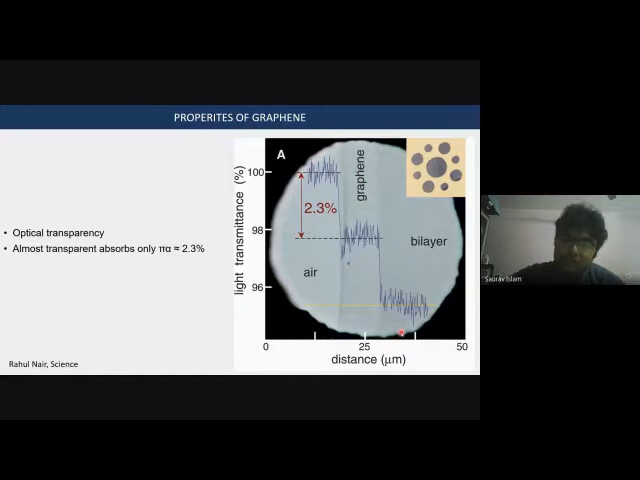 PROPERITES OF GRAPHENE
• Optical transparency
• Almost transparent absorbs only πα ≈ 2.3%
Rahul Nair, Science
A
light transmittance (%)
100
98
96
2.3%
graphene
air
bilayer
0
25
50
distance (μm)
Saurav Islam